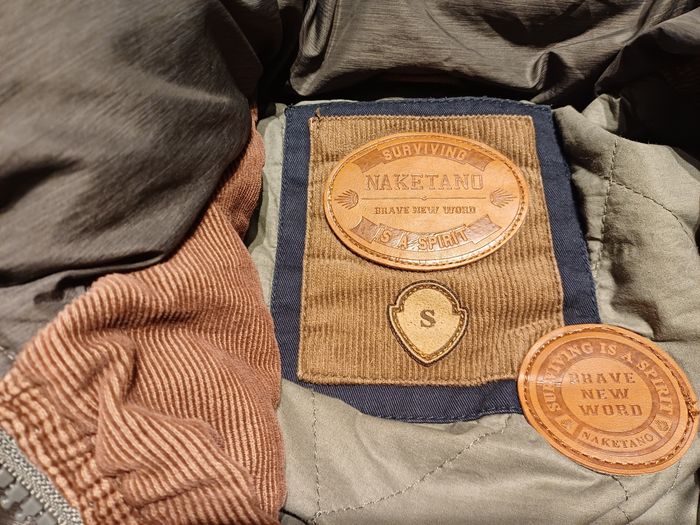 SURVIVING
NAKETANO
BRAVE NEW WORD
IS A SPIRIT
S
SURVIVING IS A SPIRIT
BRAVE
NEW
WORD
NAKETANO